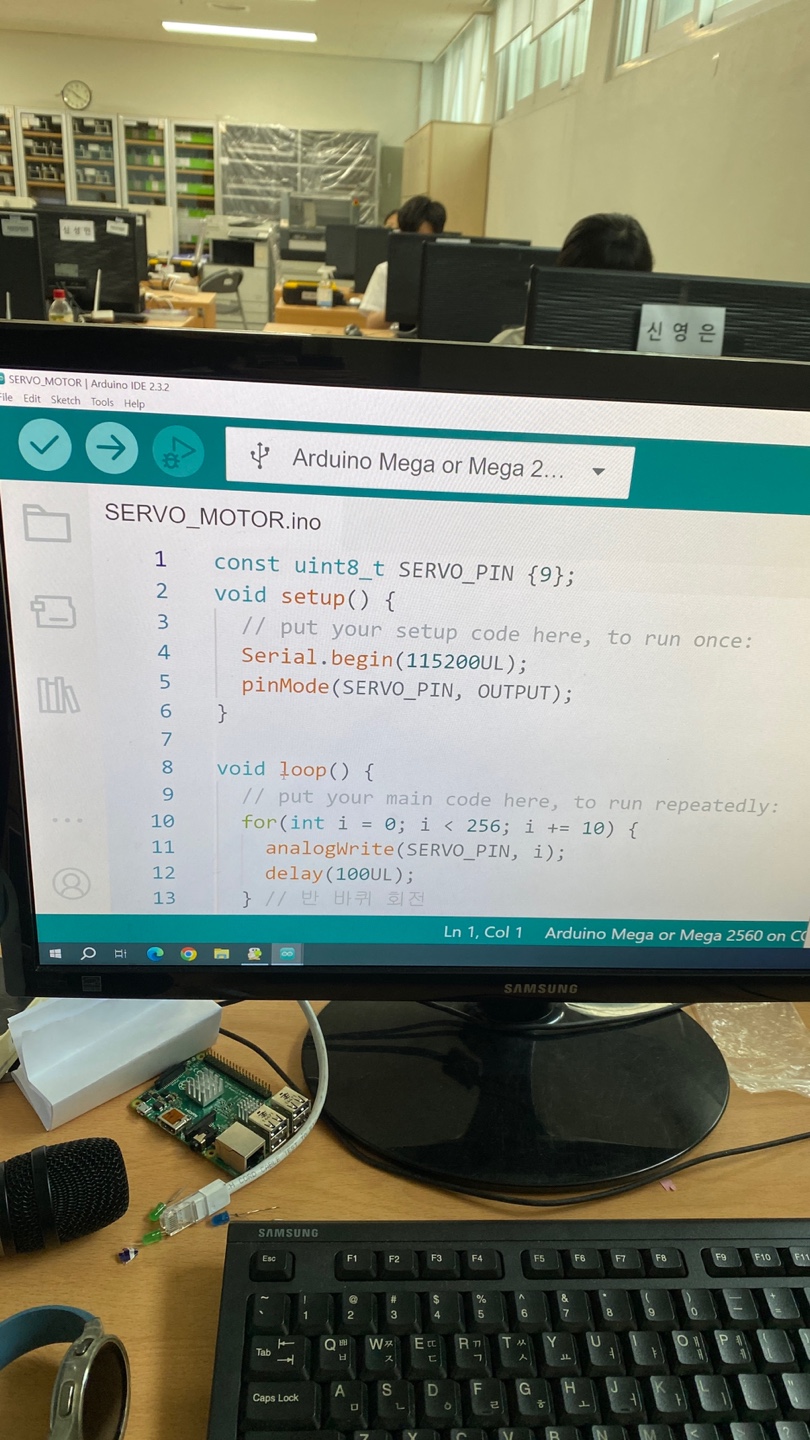 신영은
SERVO_MOTOR | Arduino IDE 2.3.2
File Edit Sketch Tools Help
Arduino Mega or Mega 2...
SERVO_MOTOR.ino
1 const uint8_t SERVO_PIN {9};
2 void setup() {
3 // put your setup code here, to run once:
4 Serial.begin(115200UL);
5 pinMode(SERVO_PIN, OUTPUT);
6 }
7
8 void loop() {
9 // put your main code here, to run repeatedly:
10 for(int i = 0; i < 256; i += 10) {
11 analogWrite(SERVO_PIN, i);
12 delay(100UL);
13 } // 반 바퀴 회전
Ln 1, Col 1 Arduino Mega or Mega 2560 on CO
SAMSUNG
SAMSUNG
Esc F1 F2 F3 F4 F5 F6 F7 F8 F9 F10 F11
~ ! @ # $ % ^ & * ( ) — +
` 1 2 3 4 5 6 7 8 9 0 - =
Tab Q ㅃ ㅂ W ㅉ ㅈ E ㄸ ㄷ R ㄲ ㄱ T ㅆ ㅅ Y ㅛ U ㅕ I ㅑ O ㅒ ㅐ P ㅖ ㅔ
Caps Lock A ㅁ S ㄴ D ㅇ F ㄹ G ㅎ H ㅗ J ㅓ K ㅏ L ㅣ
Z X C V B N M